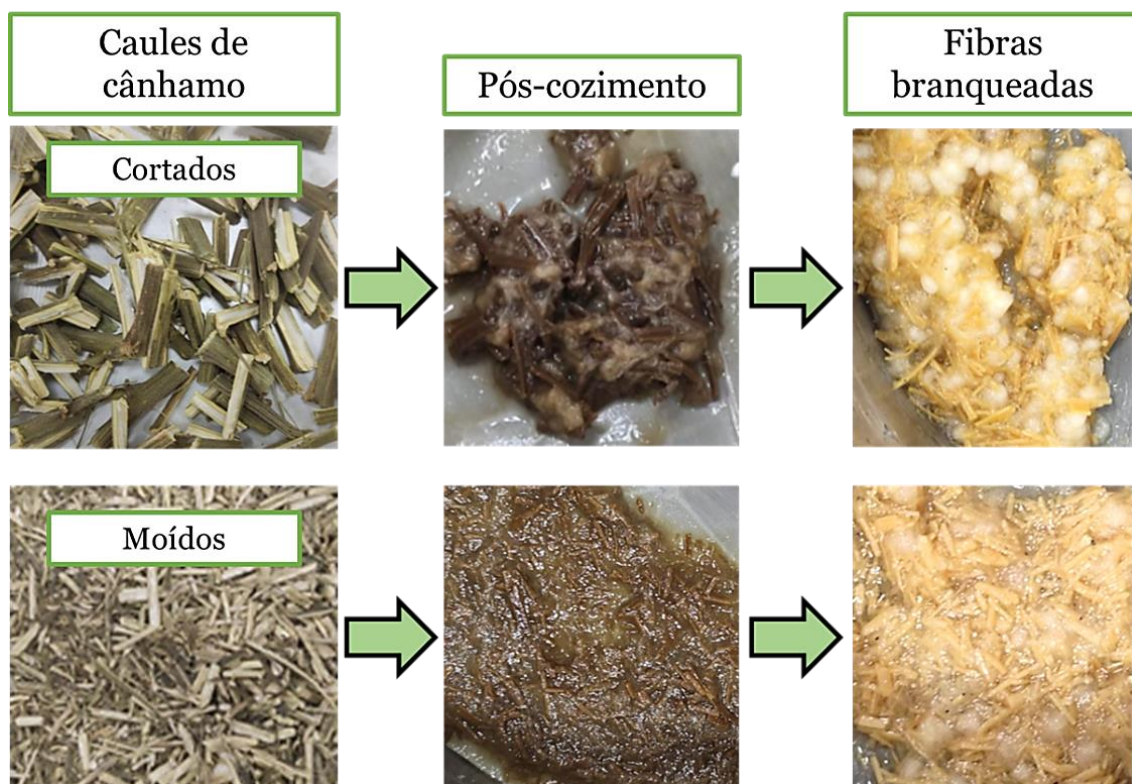 Caules de
cânhamo
Pós-cozimento
Fibras
branqueadas
Cortados
Moídos